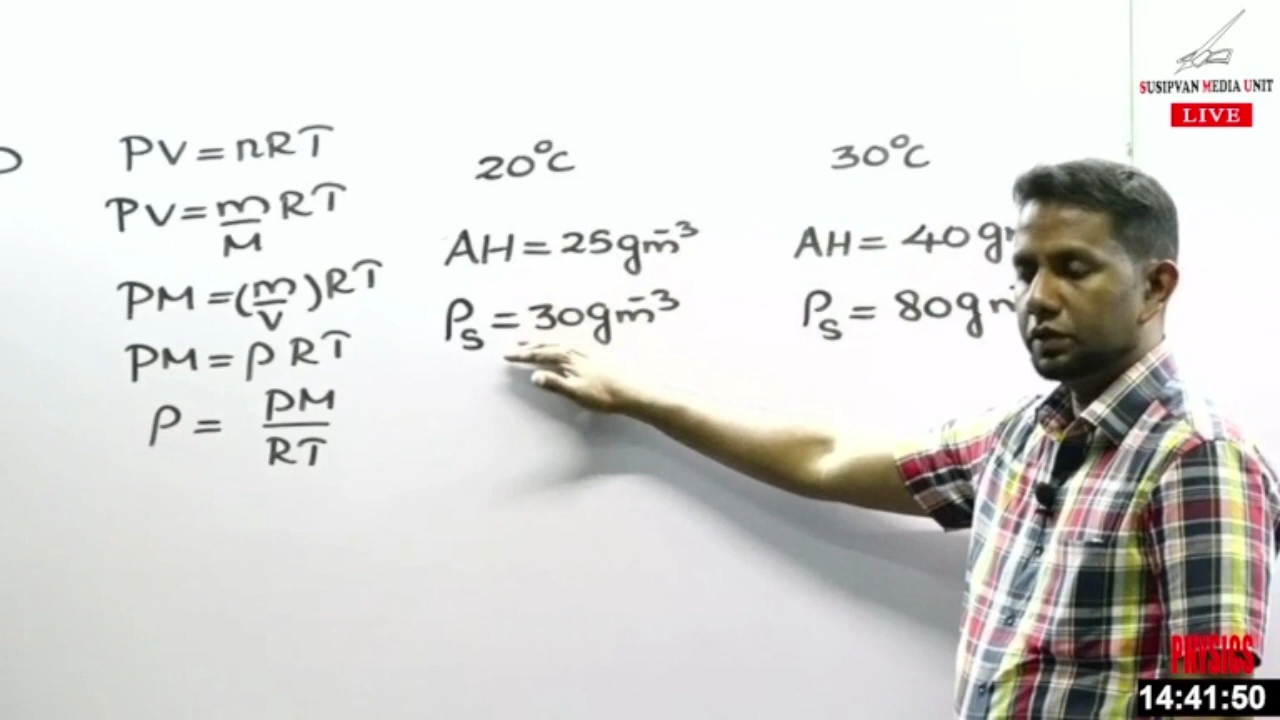 PV = nRT
PV = m/M RT
PM = (m/V) RT
PM = ρRT
ρ = PM/RT
20°C
AH = 25gm⁻³
ρs = 30gm⁻³
30°C
AH = 40g
ρs = 80g
SUSIPVAN MEDIA UNIT
LIVE
PHYSICS
14:41:50